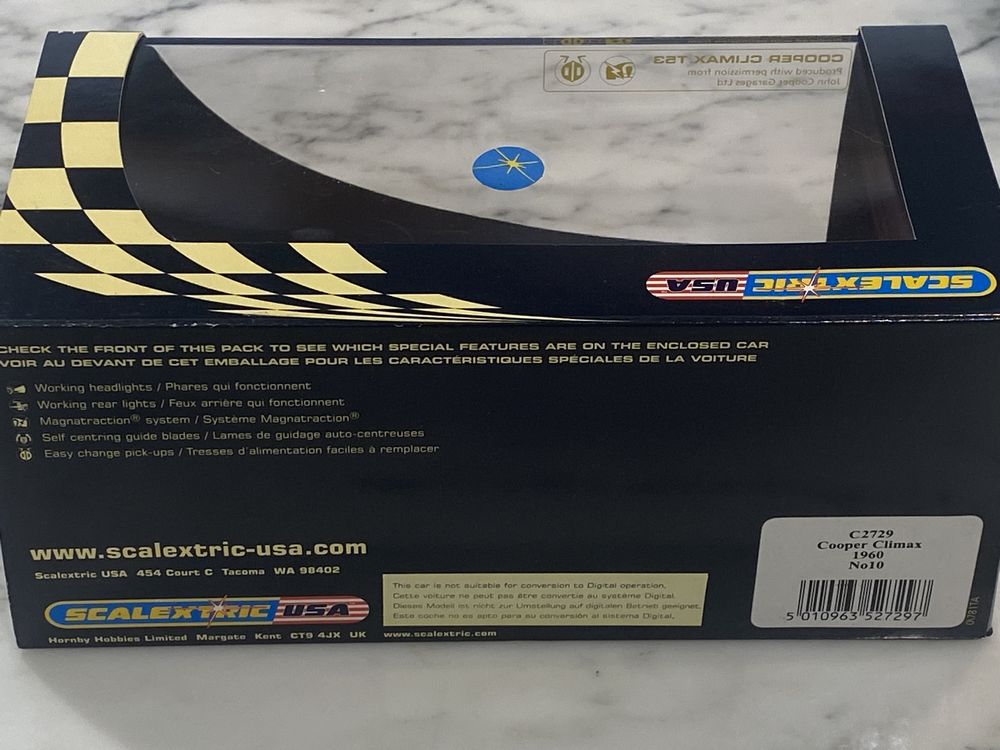 COOPER CLIMAX T53
Produced with permission from
John Cooper Garages Ltd
SCALEXTRIC USA
CHECK THE FRONT OF THIS PACK TO SEE WHICH SPECIAL FEATURES ARE ON THE ENCLOSED CAR
VOIR AU DEVANT DE CET EMBALLAGE POUR LES CARACTÉRISTIQUES SPÉCIALES DE LA VOITURE
Working headlights / Phares qui fonctionnent
Working rear lights / Feux arrière qui fonctionnent
Magnatraction® system / Système Magnatraction®
Self centring guide blades / Lames de guidage auto-centreuses
Easy change pick-ups / Tresses d'alimentation faciles à remplacer
www.scalextric-usa.com
Scalextric USA 454 Court C Tacoma WA 98402
SCALEXTRIC USA
Hornby Hobbies Limited Margate Kent CT9 4JX UK www.scalextric.com
This car is not suitable for conversion to Digital operation.
Cette voiture ne peut pas être convertie au système Digital.
Dieses Modell ist nicht zur Umstellung auf digitalen Betrieb geeignet.
Este coche no es apto para su conversión al sistema Digital.
C2729
Cooper Climax
1960
No10
5 010963 527297